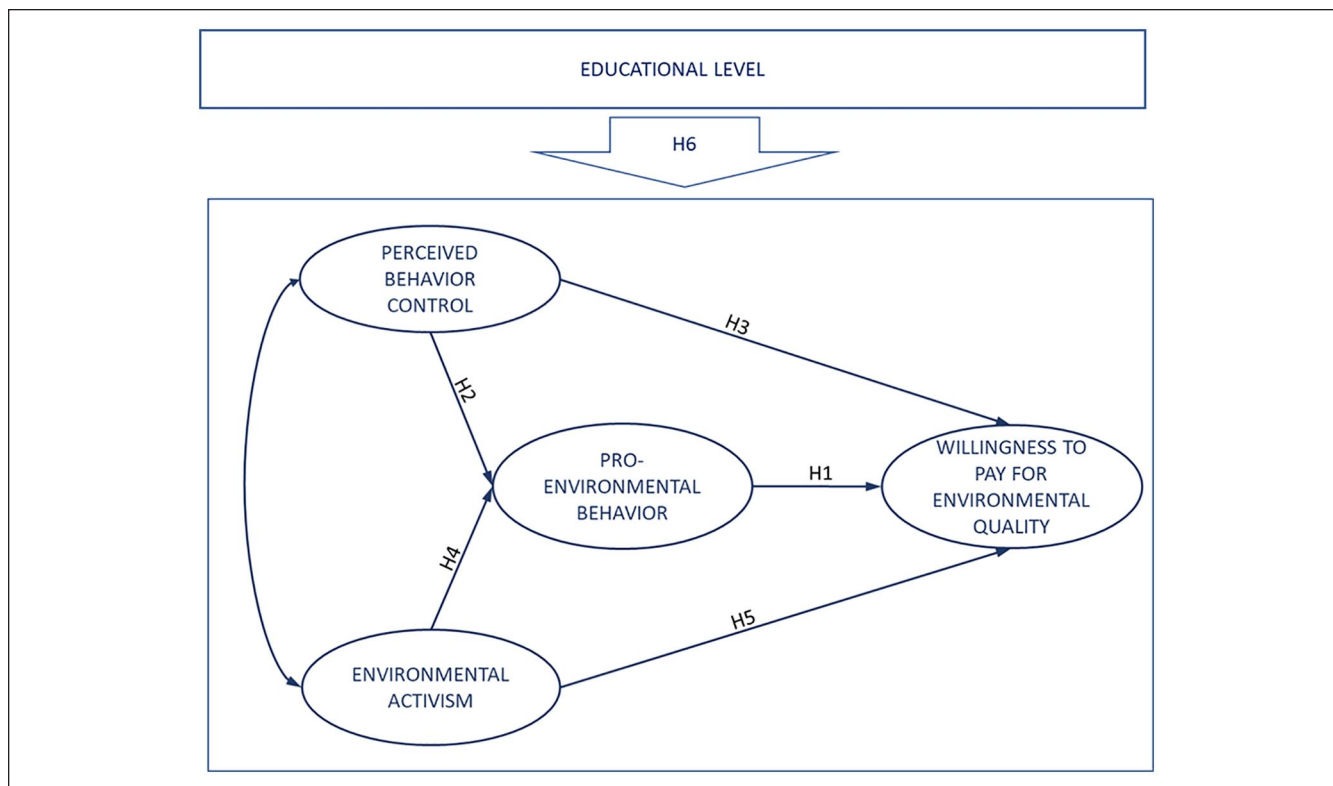 EDUCATIONAL LEVEL
H6
PERCEIVED
BEHAVIOR
CONTROL
H3
H2
PRO-
ENVIRONMENTAL
BEHAVIOR
H1
WILLINGNESS TO
PAY FOR
ENVIRONMENTAL
QUALITY
H4
H5
ENVIRONMENTAL
ACTIVISM